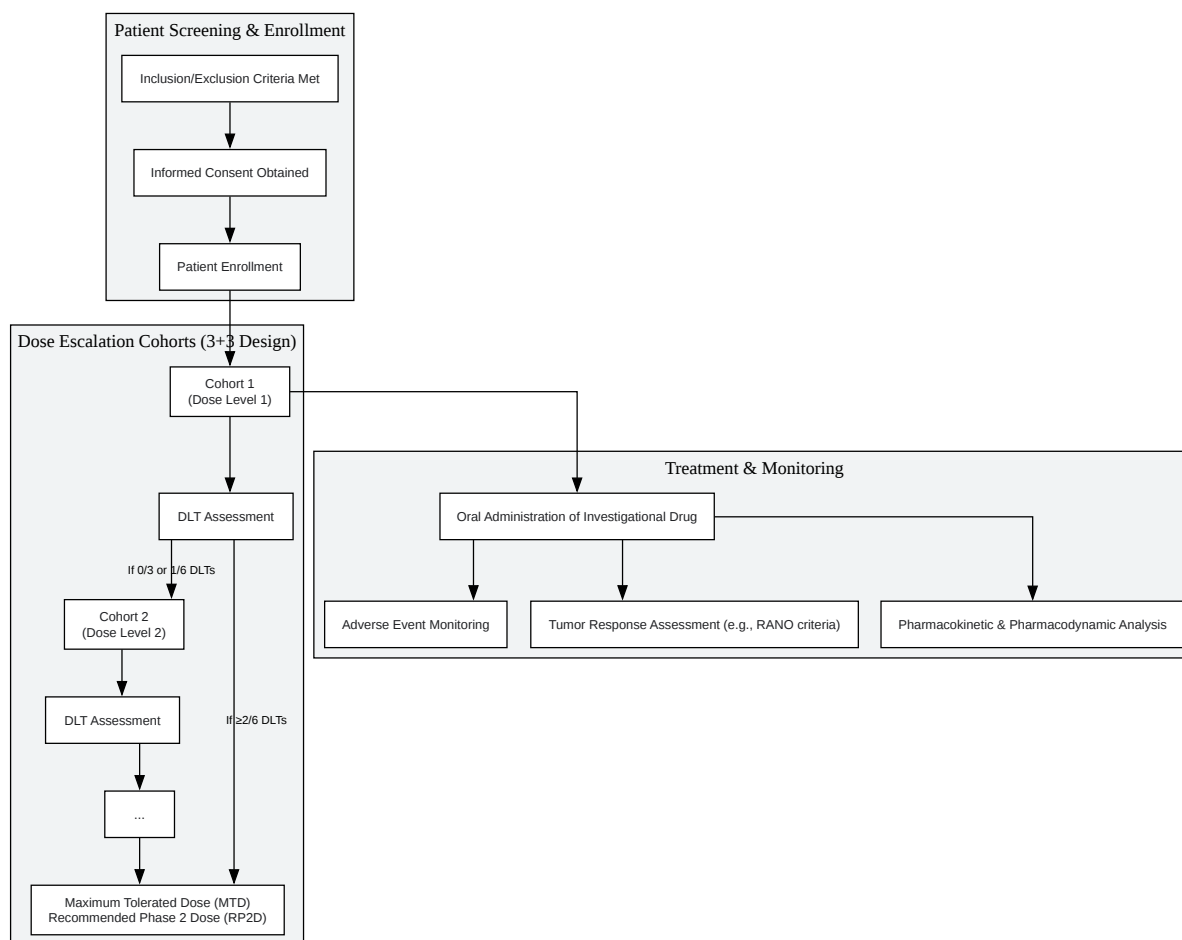 Patient Screening & Enrollment
Inclusion/Exclusion Criteria Met
Informed Consent Obtained
Patient Enrollment
Dose Escalation Cohorts (3+3 Design)
Cohort 1
(Dose Level 1)
DLT Assessment
If 0/3 or 1/6 DLTs
Cohort 2
(Dose Level 2)
DLT Assessment
If ≥2/6 DLTs
...
Maximum Tolerated Dose (MTD)
Recommended Phase 2 Dose (RP2D)
Treatment & Monitoring
Oral Administration of Investigational Drug
Adverse Event Monitoring
Tumor Response Assessment (e.g., RANO criteria)
Pharmacokinetic & Pharmacodynamic Analysis